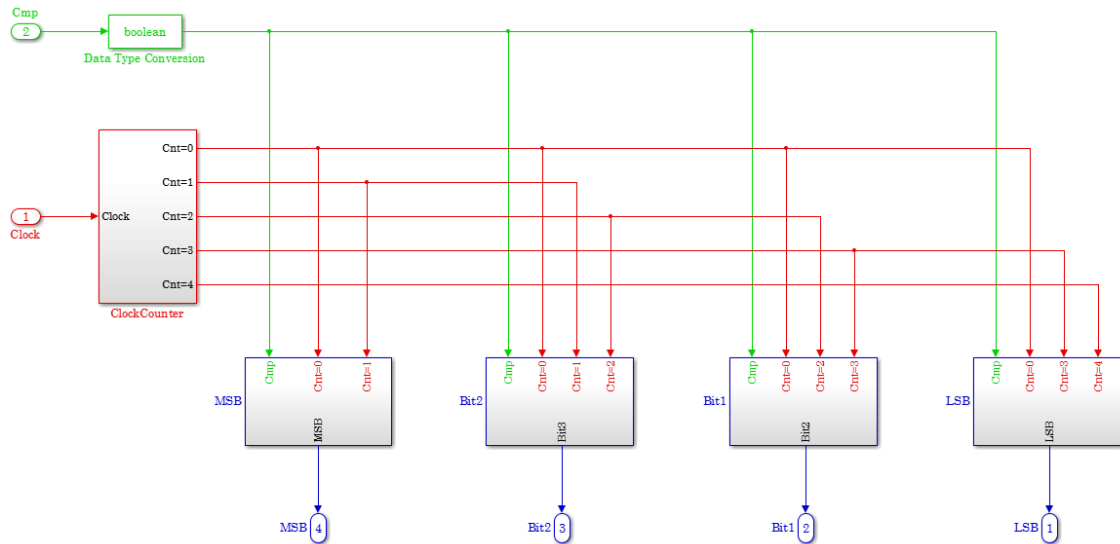 Cmp
2
boolean
Data Type Conversion
Cnt=0
Cnt=1
1
Clock
Clock
Cnt=2
Cnt=3
Cnt=4
ClockCounter
Cmp
Cnt=0
Cnt=1
MSB
MSB
Cmp
Cnt=0
Cnt=1
Cnt=2
Bit2
Bit3
Cmp
Cnt=0
Cnt=2
Cnt=3
Bit1
Bit2
Cmp
Cnt=0
Cnt=3
Cnt=4
LSB
LSB
MSB 4
Bit2 3
Bit1 2
LSB 1